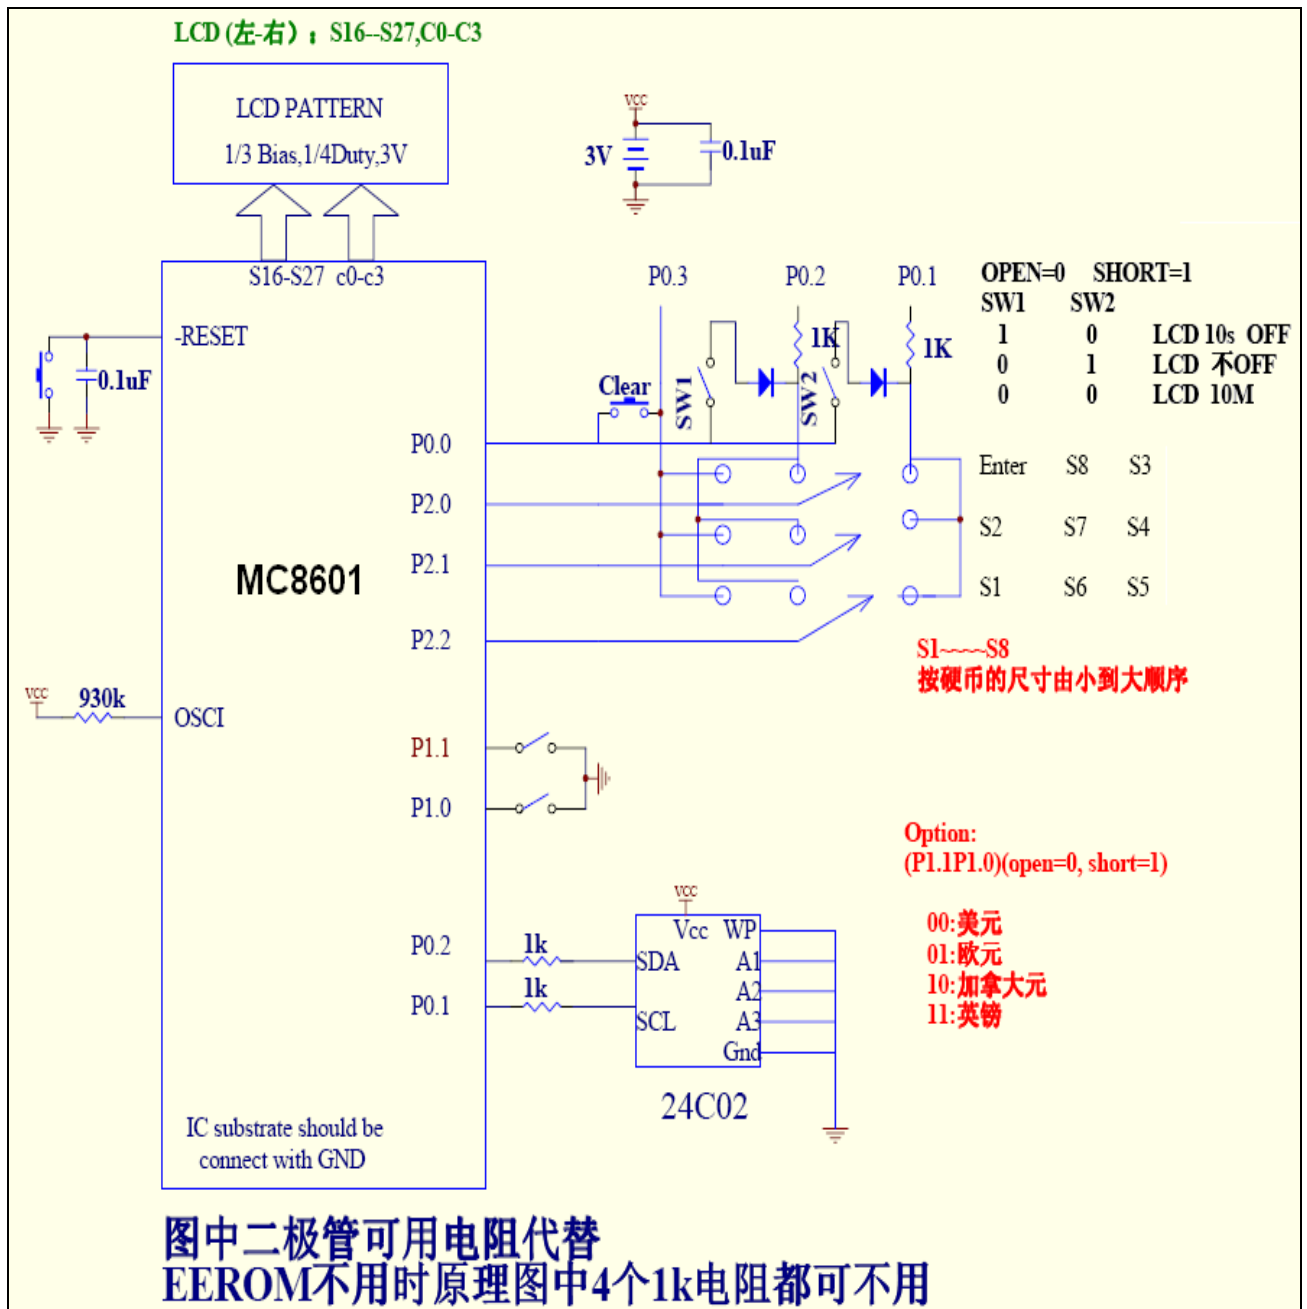 LCD (左-右）：S16--S27,C0-C3
LCD PATTERN
1/3 Bias,1/4Duty,3V
VCC
3V
0.1uF
S16-S27 c0-c3
-RESET
0.1uF
P0.3
P0.2
P0.1
1K
1K
Clear
SW1
SW2
OPEN=0 SHORT=1
SW1 SW2
1 0 LCD 10s OFF
0 1 LCD 不OFF
0 0 LCD 10M
P0.0
P2.0
P2.1
P2.2
MC8601
Enter S8 S3
S2 S7 S4
S1 S6 S5
S1~~~~S8
按硬币的尺寸由小到大顺序
VCC
930k
OSCI
P1.1
P1.0
Option:
(P1.1P1.0)(open=0, short=1)
00:美元
01:欧元
10:加拿大元
11:英镑
P0.2
P0.1
1k
1k
VCC
Vcc WP
SDA A1
A2
SCL A3
Gnd
24C02
IC substrate should be
connect with GND
图中二极管可用电阻代替
EEROM不用时原理图中4个1k电阻都可不用